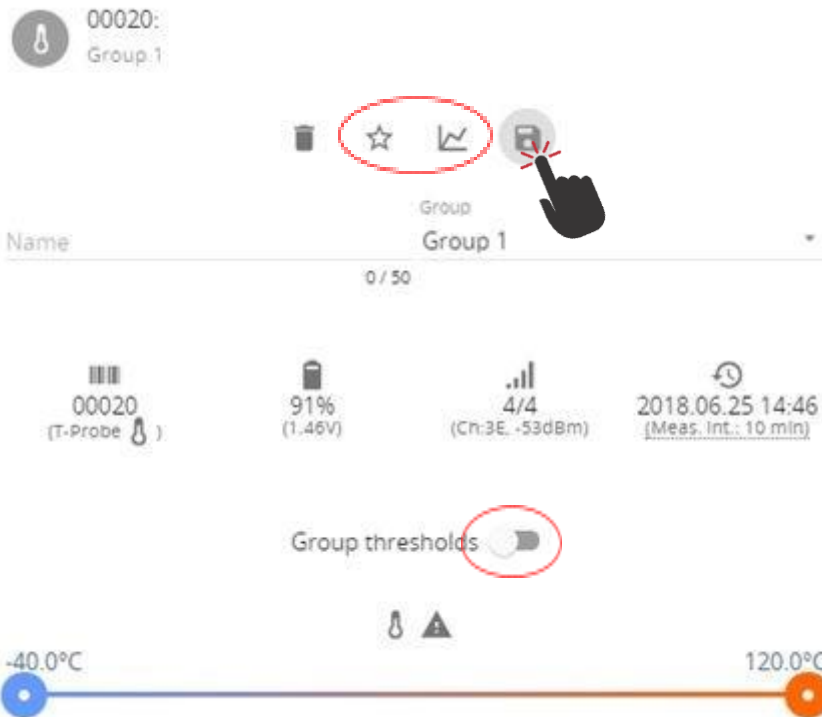 00020:
Group 1
Group
Name
Group 1
0 / 50
00020
91%
4/4
2018.06.25 14:46
(T-Probe )
(1.46V)
(Ch:3E, -53dBm)
(Meas. Int.: 10 min)
Group thresholds
-40.0°C
120.0°C